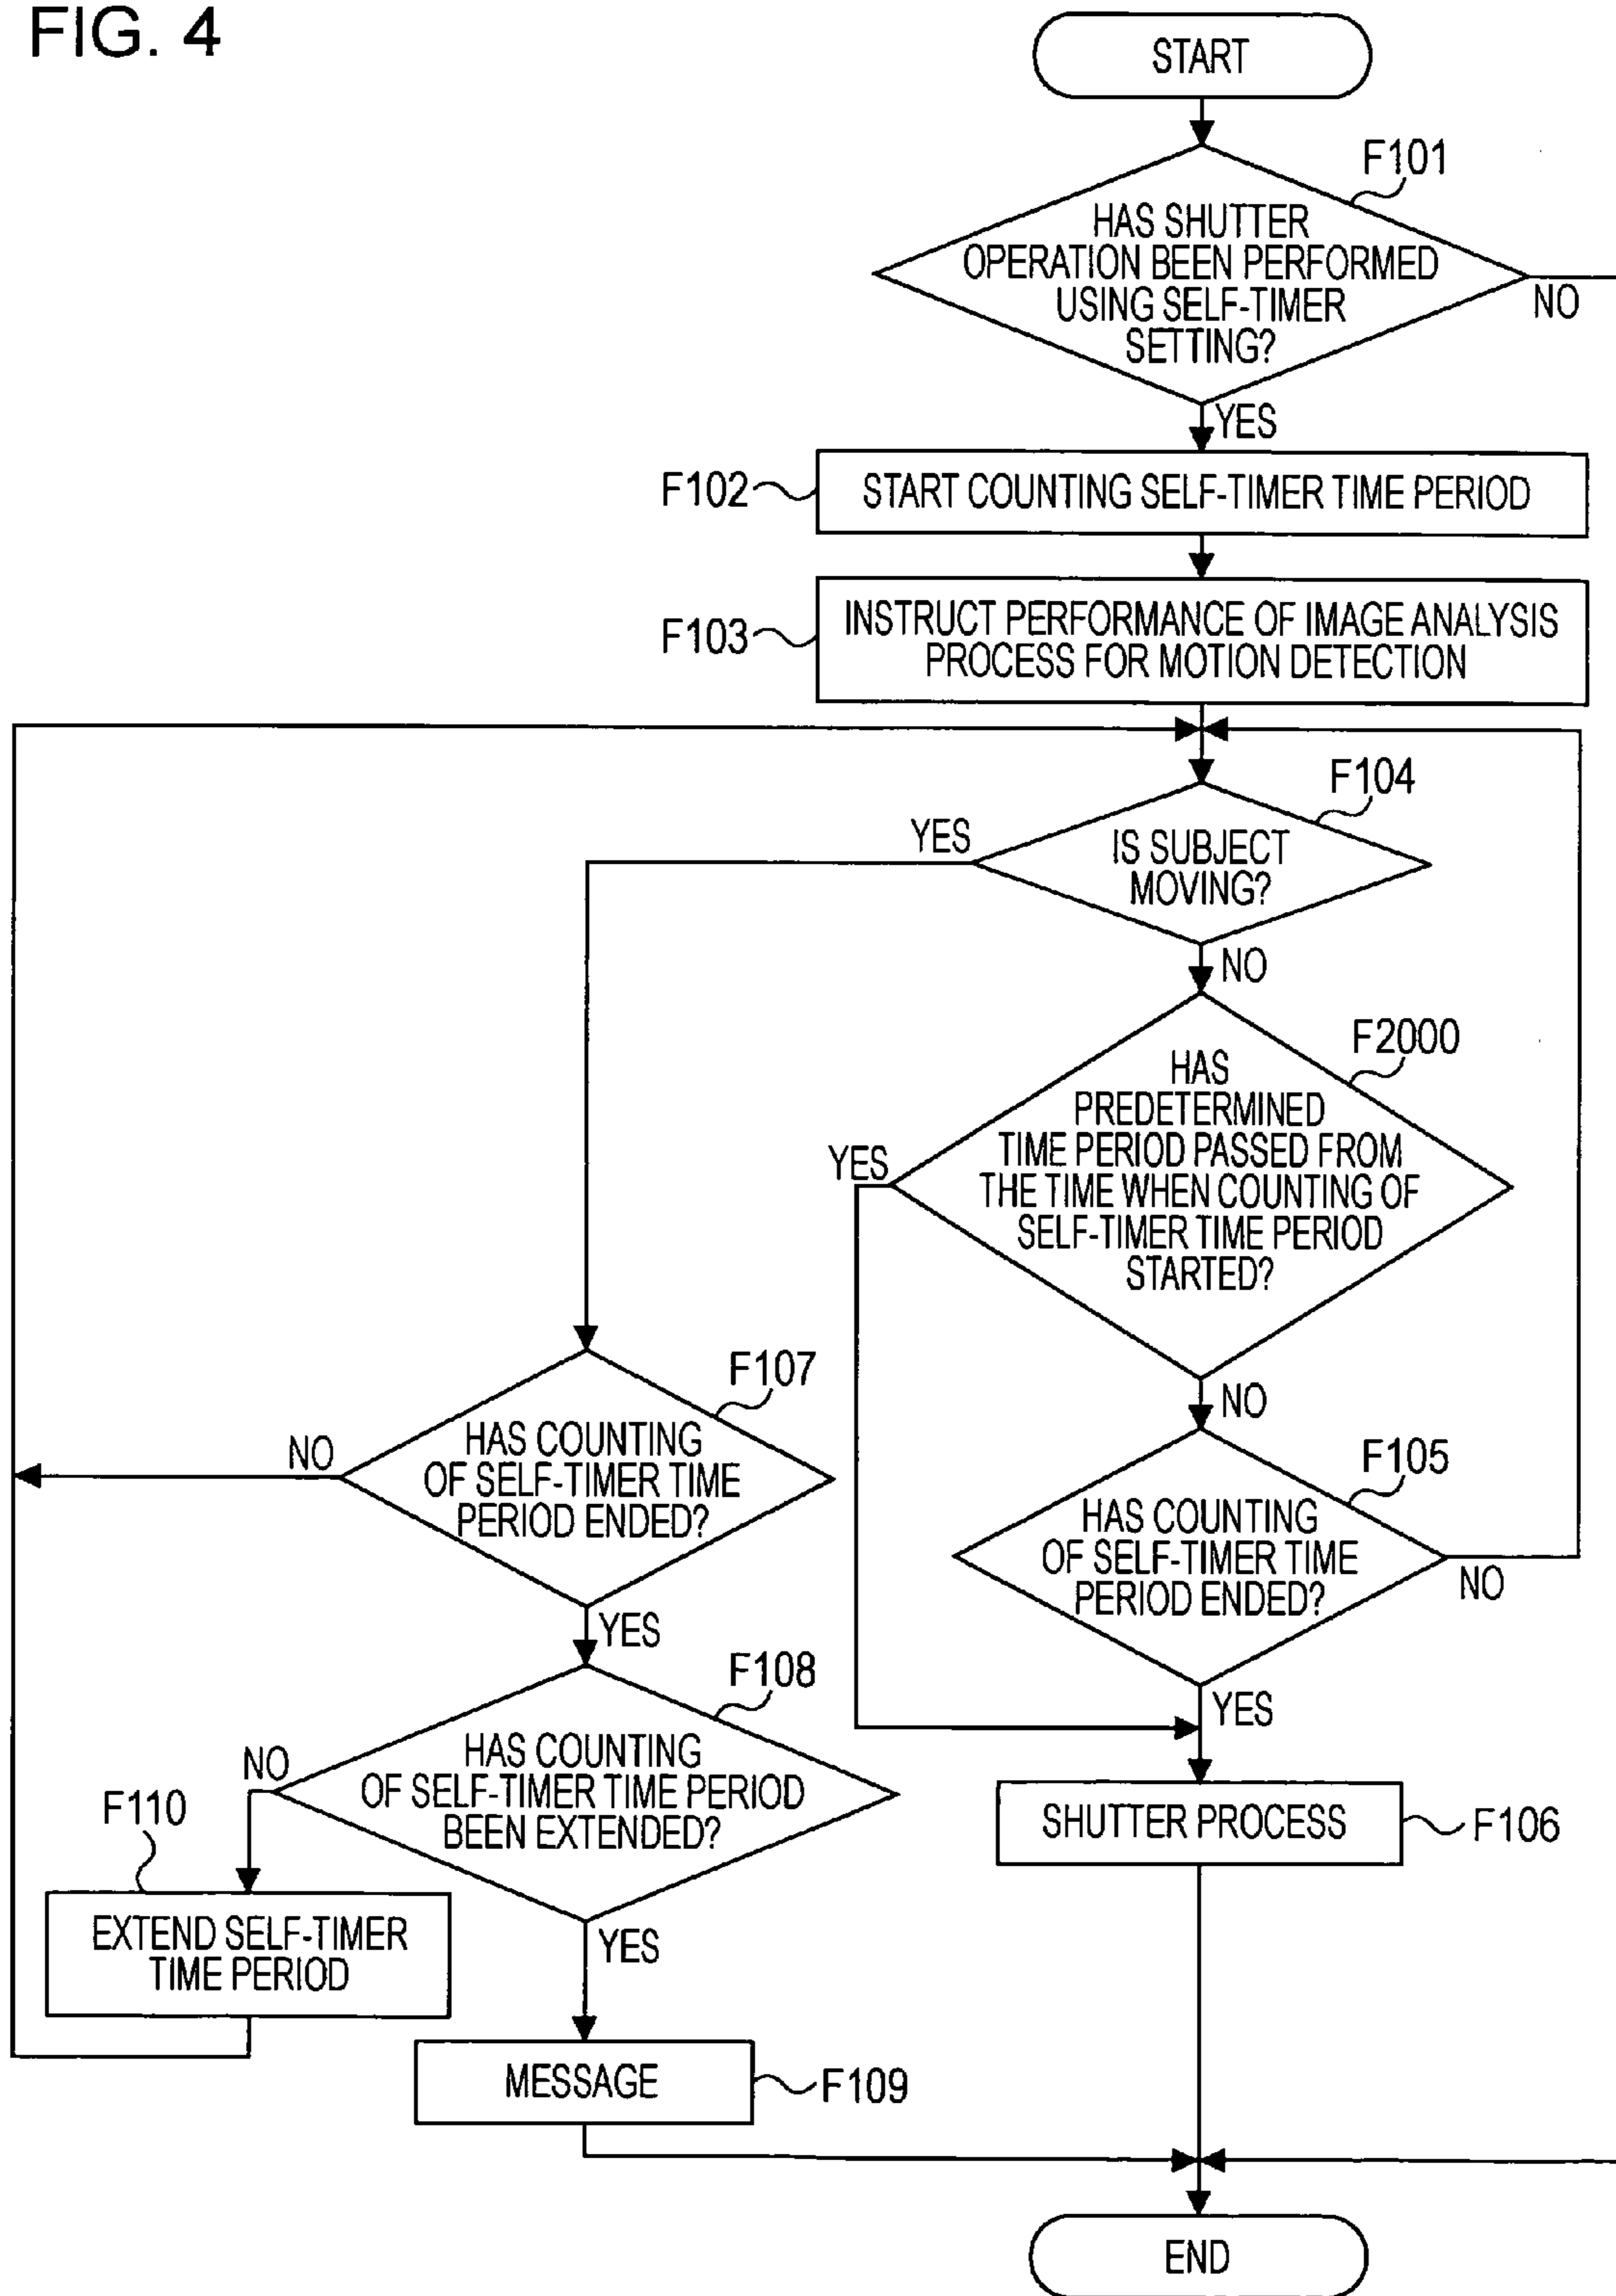 FIG. 4
START
F101
HAS SHUTTER
OPERATION BEEN PERFORMED
USING SELF-TIMER
SETTING?
NO
YES
F102
START COUNTING SELF-TIMER TIME PERIOD
F103
INSTRUCT PERFORMANCE OF IMAGE ANALYSIS
PROCESS FOR MOTION DETECTION
F104
YES
IS SUBJECT
MOVING?
NO
F2000
HAS
PREDETERMINED
TIME PERIOD PASSED FROM
THE TIME WHEN COUNTING OF
SELF-TIMER TIME PERIOD
STARTED?
YES
NO
F107
HAS COUNTING
OF SELF-TIMER TIME
PERIOD ENDED?
NO
YES
F105
HAS COUNTING
OF SELF-TIMER TIME
PERIOD ENDED?
NO
YES
F108
HAS COUNTING
OF SELF-TIMER TIME PERIOD
BEEN EXTENDED?
NO
YES
F110
EXTEND SELF-TIMER
TIME PERIOD
SHUTTER PROCESS
F106
MESSAGE
F109
END